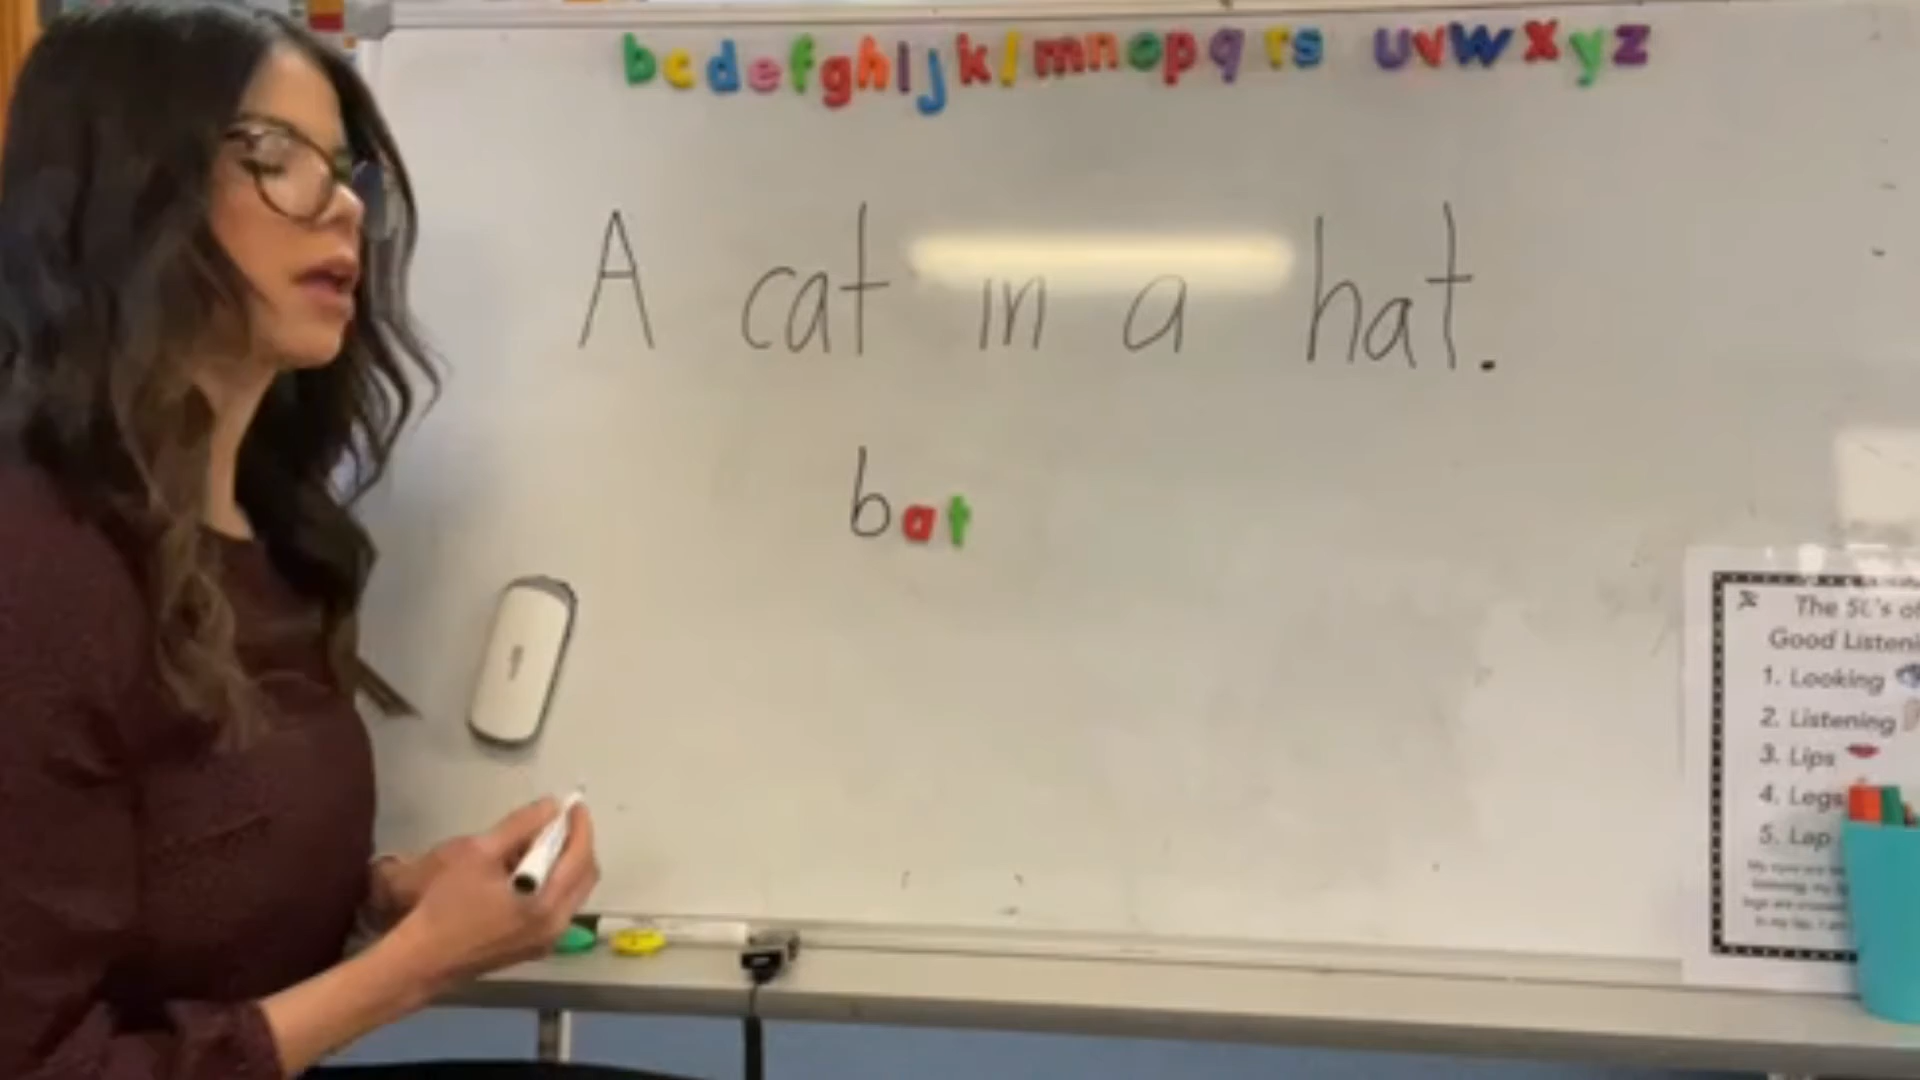 bcdefghijklmnopqrs uvwxyz
A cat in a hat.
bat
The 5L's of
Good Listeni
1. Looking
2. Listening
3. Lips
4. Legs
5. Lap